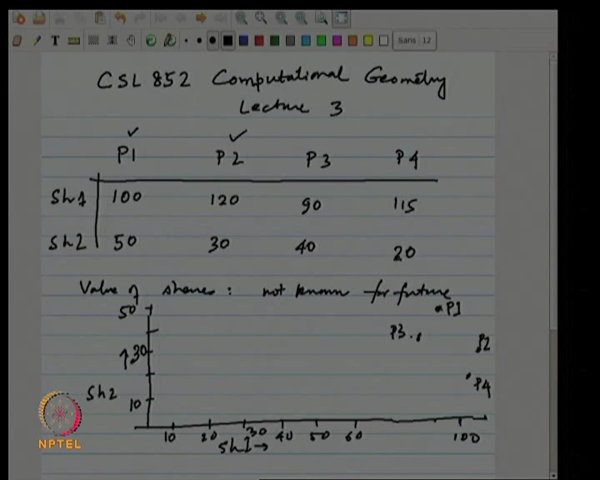 Sans 12
CSL 852 Computational Geometry
Lecture 3
P1 P2 P3 P4
Sh1 100 120 90 115
Sh2 50 30 40 20
Value of shares : not known for future
50 P1
P3
30 P2
Sh2 P4
10
10 20 30 40 50 60 100
Sh1
NPTEL